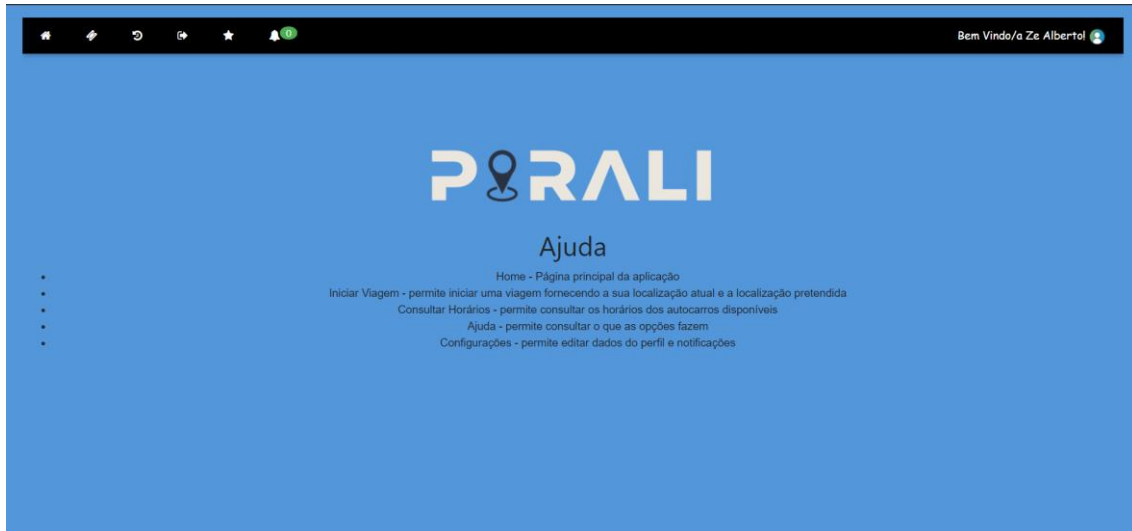 0
Bem Vindo/a Ze Alberto!
PORALI
Ajuda
Home - Página principal da aplicação
Iniciar Viagem - permite iniciar uma viagem fornecendo a sua localização atual e a localização pretendida
Consultar Horários - permite consultar os horários dos autocarros disponíveis
Ajuda - permite consultar o que as opções fazem
Configurações - permite editar dados do perfil e notificações